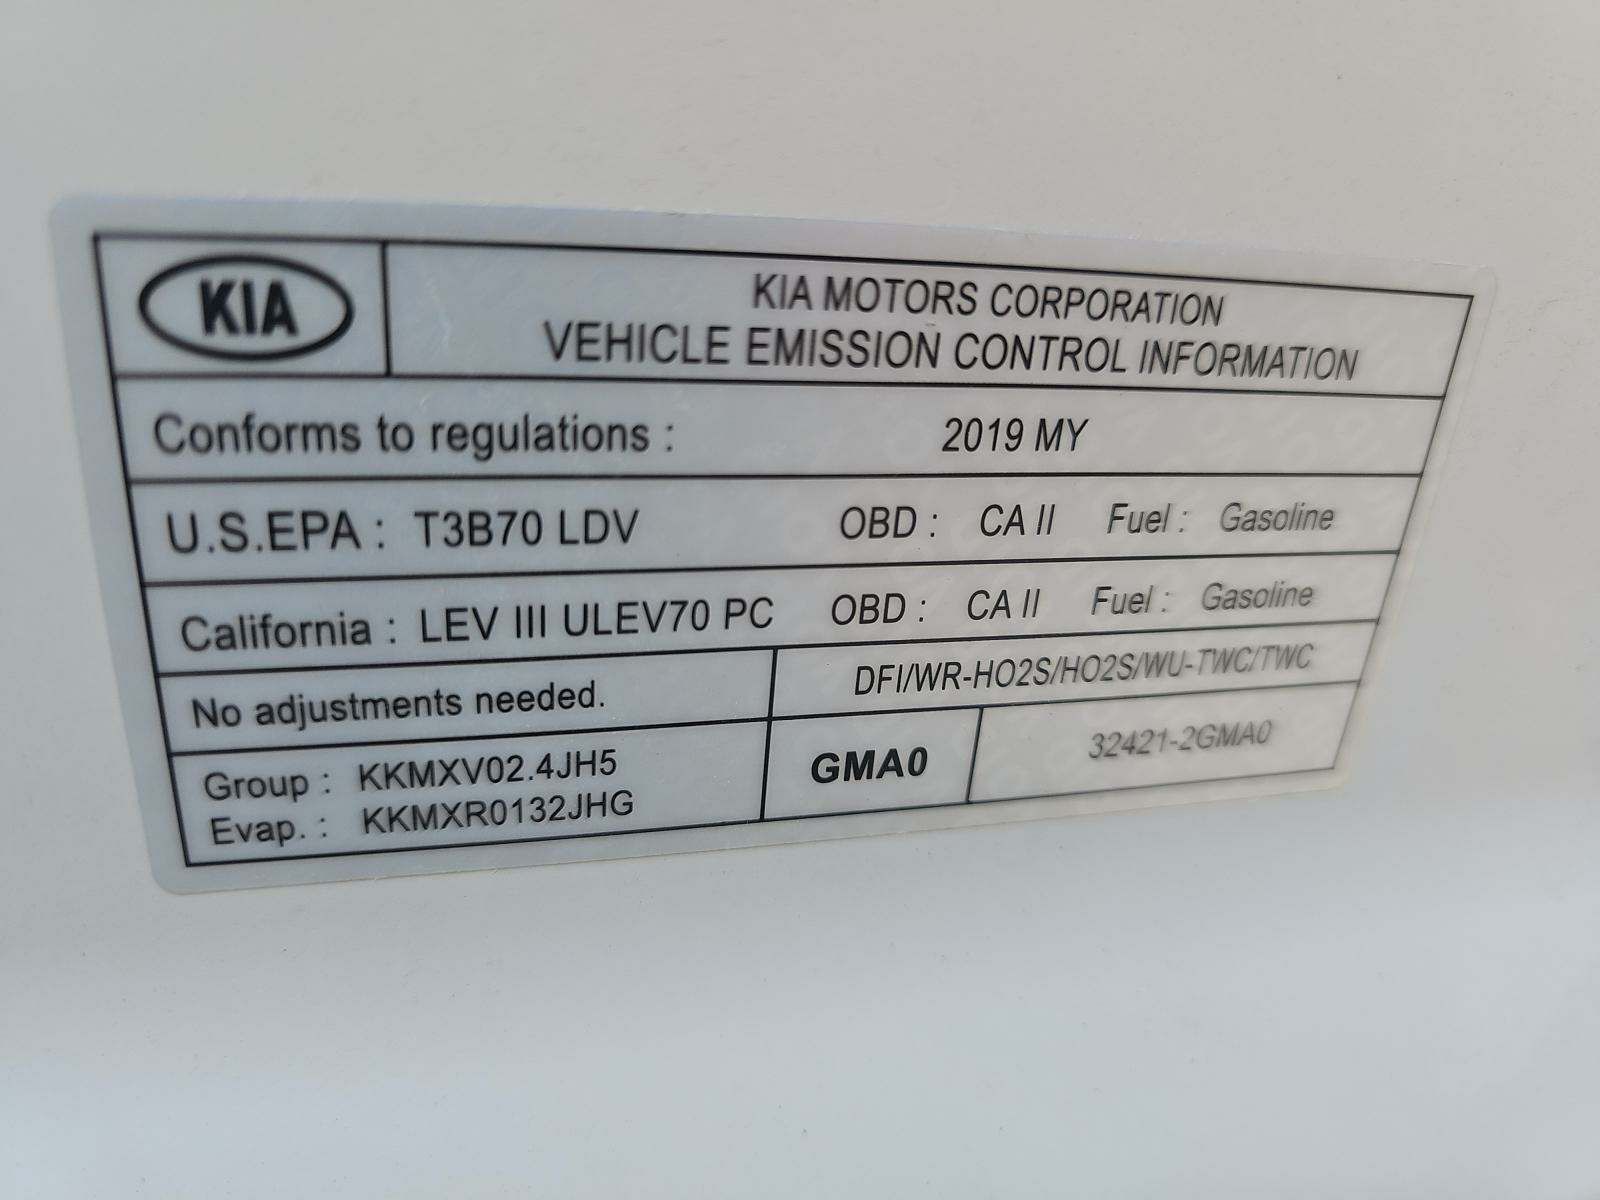 KIA
KIA MOTORS CORPORATION
VEHICLE EMISSION CONTROL INFORMATION
Conforms to regulations : 2019 MY
U.S.EPA : T3B70 LDV OBD : CA II Fuel : Gasoline
California : LEV III ULEV70 PC OBD : CA II Fuel : Gasoline
No adjustments needed. DFI/WR-HO2S/HO2S/WU-TWC/TWC
Group : KKMXV02.4JH5
Evap. : KKMXR0132JHG
GMA0
32421-2GMA0